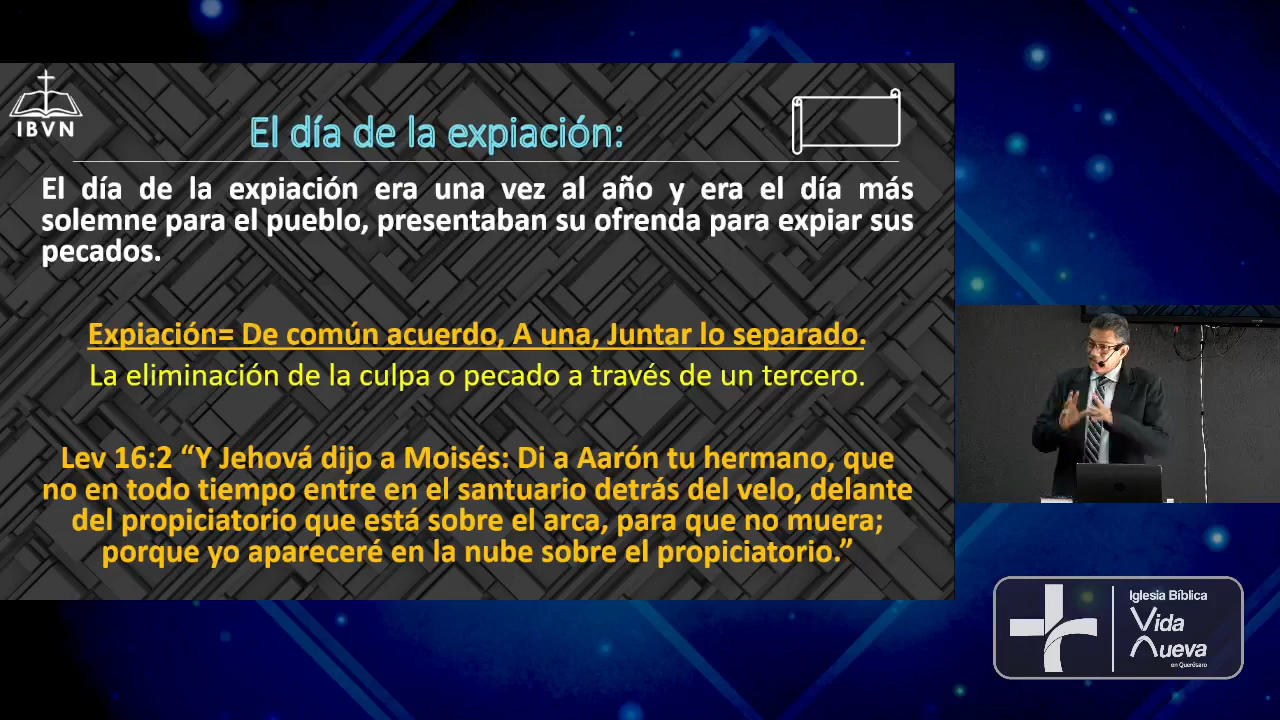 IBVN
El día de la expiación:
El día de la expiación era una vez al año y era el día más
solemne para el pueblo, presentaban su ofrenda para expiar sus
pecados.
Expiación= De común acuerdo, A una, Juntar lo separado.
La eliminación de la culpa o pecado a través de un tercero.
Lev 16:2 “Y Jehová dijo a Moisés: Di a Aarón tu hermano, que
no en todo tiempo entre en el santuario detrás del velo, delante
del propiciatorio que está sobre el arca, para que no muera;
porque yo apareceré en la nube sobre el propiciatorio.”
Iglesia Bíblica
Vida
Nueva
en Querétaro